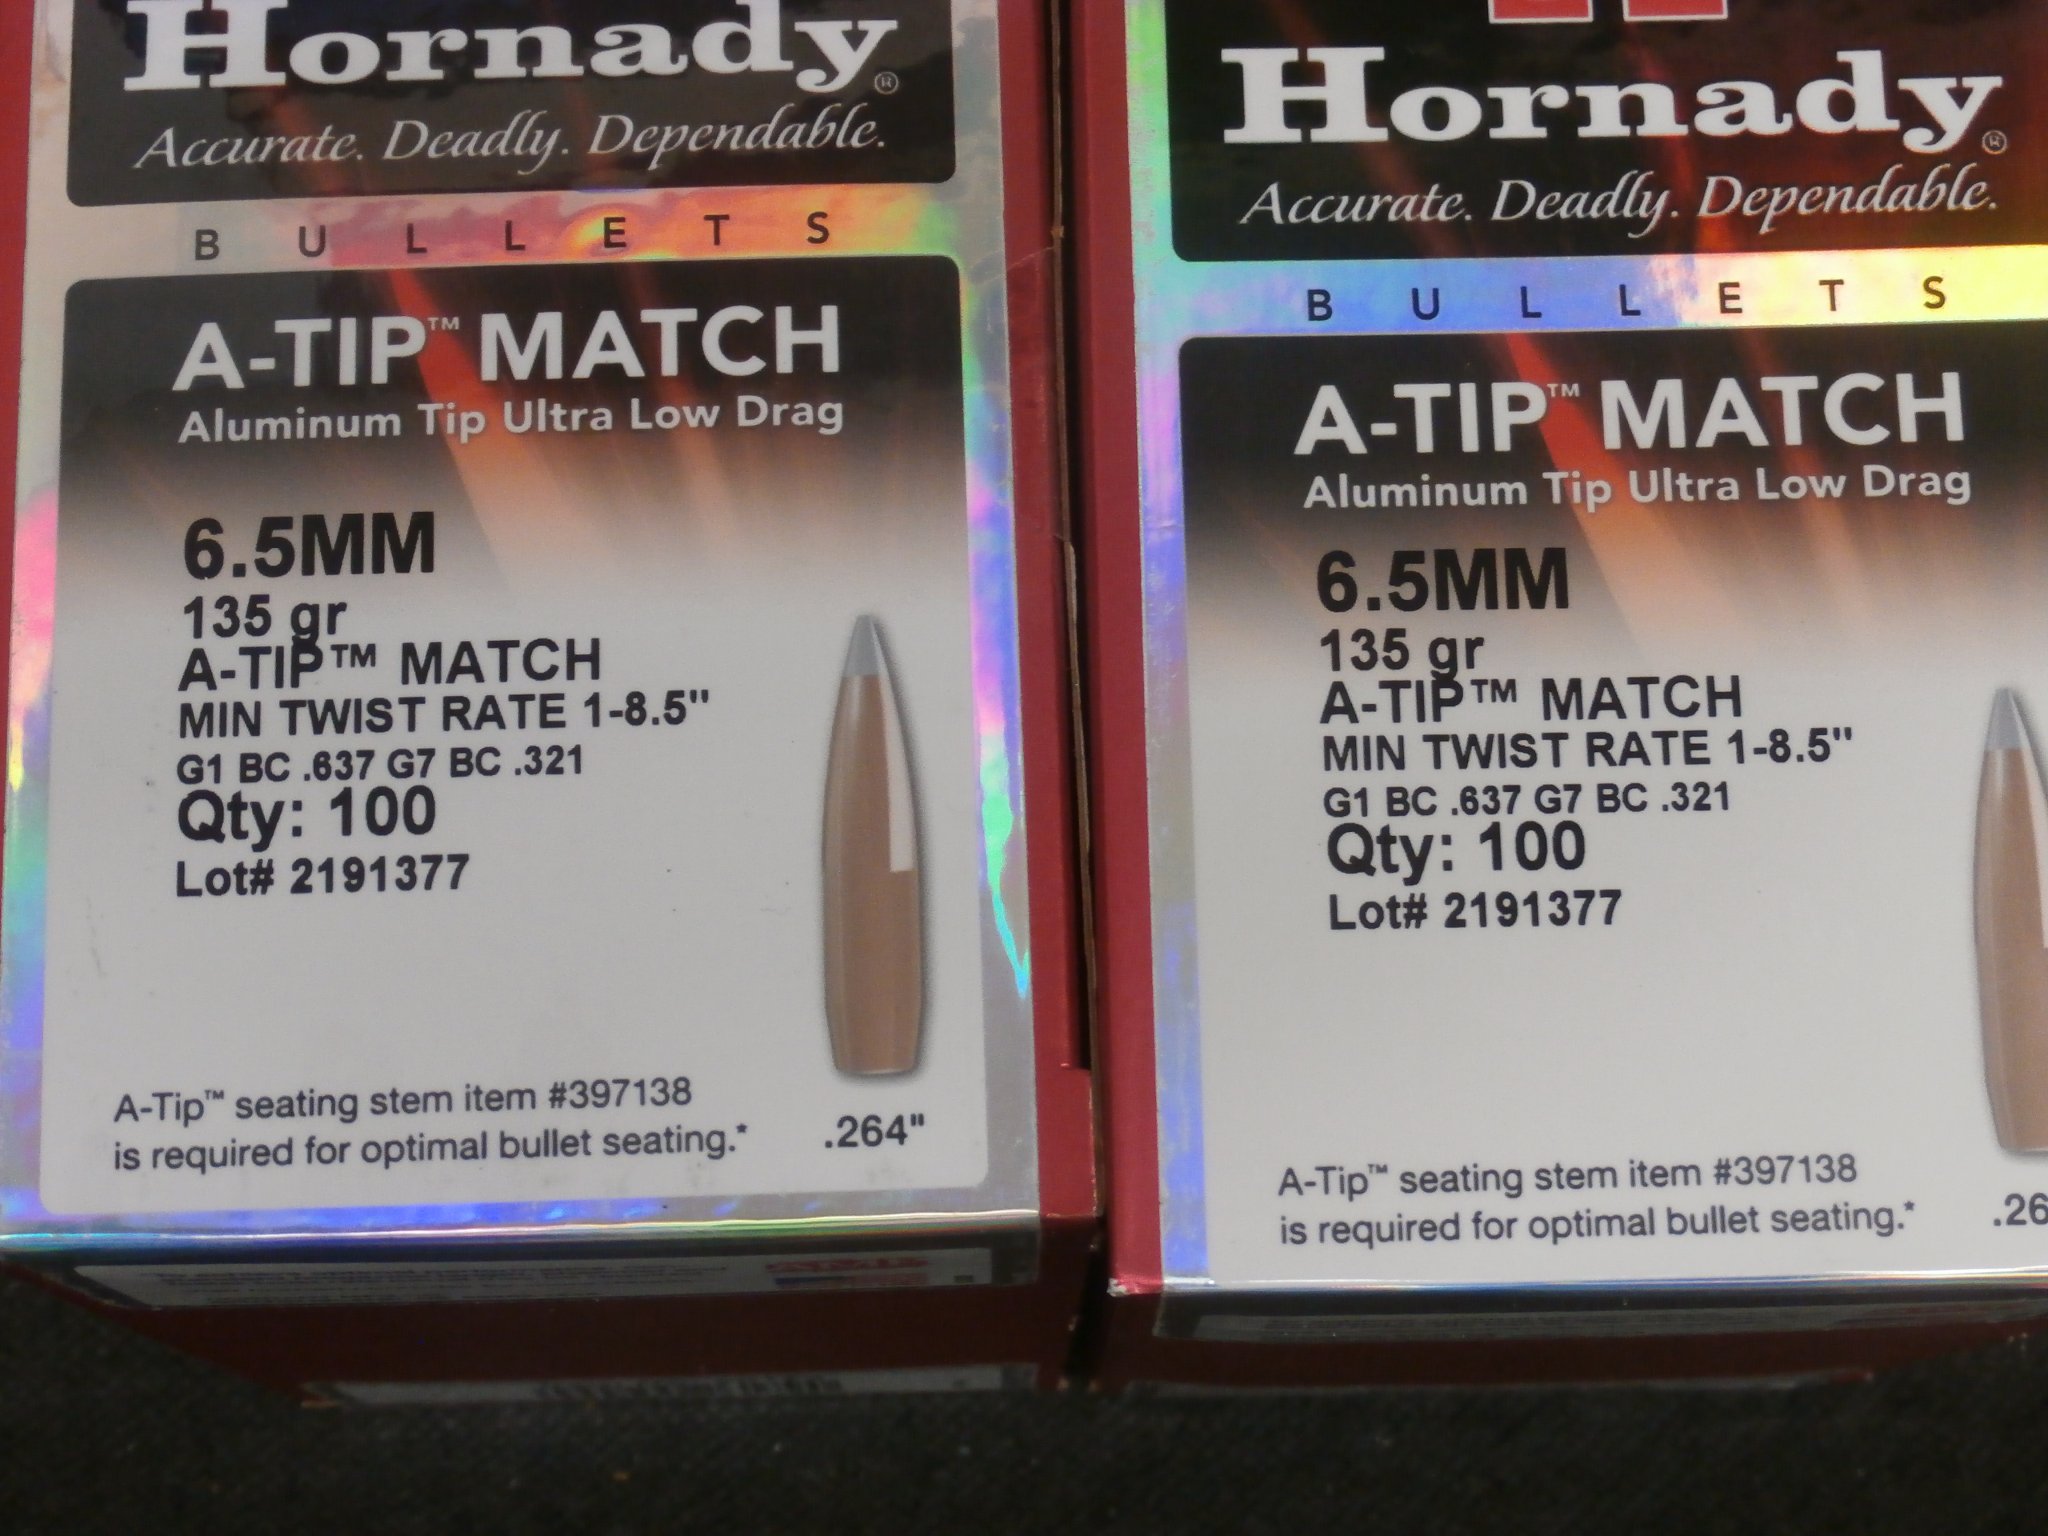 Hornady®
Accurate. Deadly. Dependable.
BULLETS
A-TIP™ MATCH
Aluminum Tip Ultra Low Drag
6.5MM
135 gr
A-TIP™ MATCH
MIN TWIST RATE 1-8.5"
G1 BC .637 G7 BC .321
Qty: 100
Lot# 2191377
A-Tip™ seating stem item #397138
is required for optimal bullet seating.*
.264"
Hornady®
Accurate. Deadly. Dependable.
BULLETS
A-TIP™ MATCH
Aluminum Tip Ultra Low Drag
6.5MM
135 gr
A-TIP™ MATCH
MIN TWIST RATE 1-8.5"
G1 BC .637 G7 BC .321
Qty: 100
Lot# 2191377
A-Tip™ seating stem item #397138
is required for optimal bullet seating.*
.26